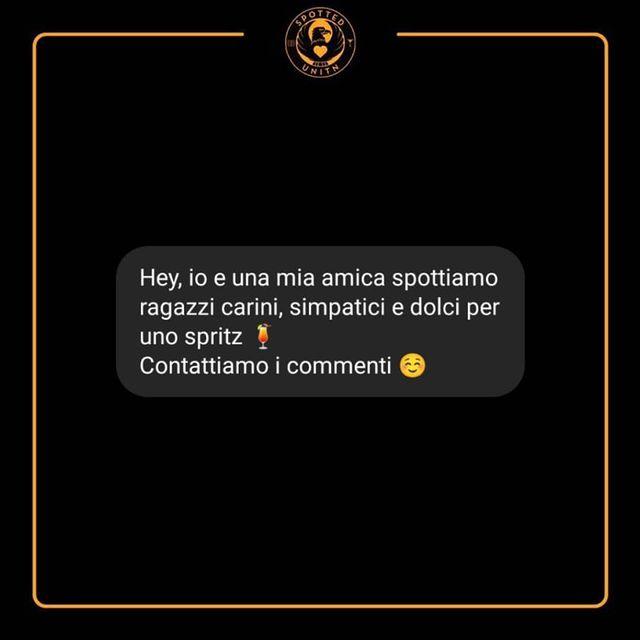 SPOTTED
UNITN
Hey, io e una mia amica spottiamo
ragazzi carini, simpatici e dolci per
uno spritz 🍹
Contattiamo i commenti ☺️